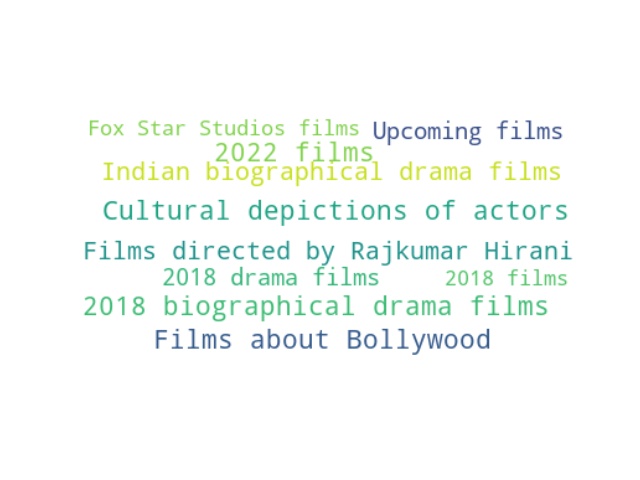 Fox Star Studios films Upcoming films
2022 films
Indian biographical drama films
Cultural depictions of actors
Films directed by Rajkumar Hirani
2018 drama films 2018 films
2018 biographical drama films
Films about Bollywood